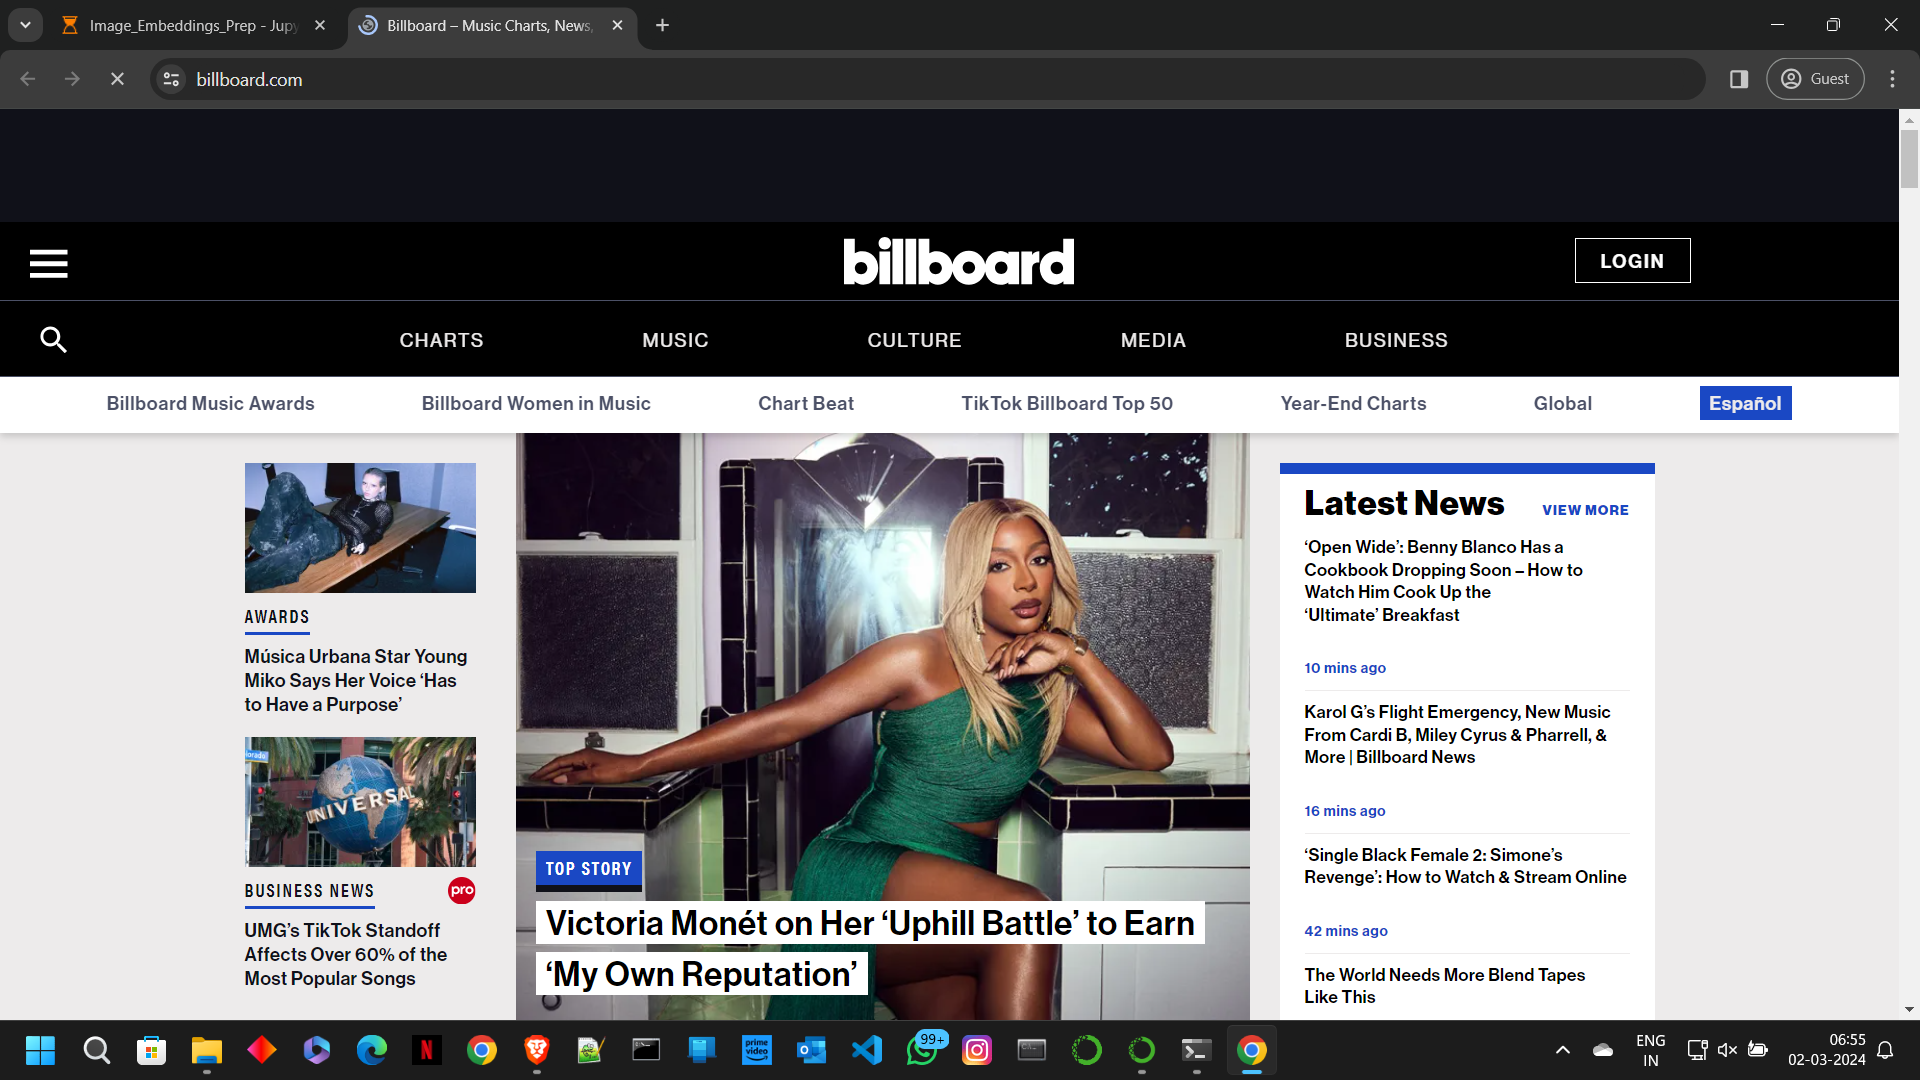 Image_Embeddings_Prep - Jup
Billboard – Music Charts, News,
billboard.com
Guest
billboard
LOGIN
CHARTS
MUSIC
CULTURE
MEDIA
BUSINESS
Billboard Music Awards
Billboard Women in Music
Chart Beat
TikTok Billboard Top 50
Year-End Charts
Global
Español
AWARDS
Música Urbana Star Young
Miko Says Her Voice ‘Has
to Have a Purpose’
UNIVERSAL
BUSINESS NEWS
pro
UMG’s TikTok Standoff
Affects Over 60% of the
Most Popular Songs
TOP STORY
Victoria Monét on Her ‘Uphill Battle’ to Earn
‘My Own Reputation’
Latest News
VIEW MORE
‘Open Wide’: Benny Blanco Has a
Cookbook Dropping Soon – How to
Watch Him Cook Up the
‘Ultimate’ Breakfast
10 mins ago
Karol G’s Flight Emergency, New Music
From Cardi B, Miley Cyrus & Pharrell, &
More | Billboard News
16 mins ago
‘Single Black Female 2: Simone’s
Revenge’: How to Watch & Stream Online
42 mins ago
The World Needs More Blend Tapes
Like This
N
prime
video
99+
ENG
IN
06:55
02-03-2024